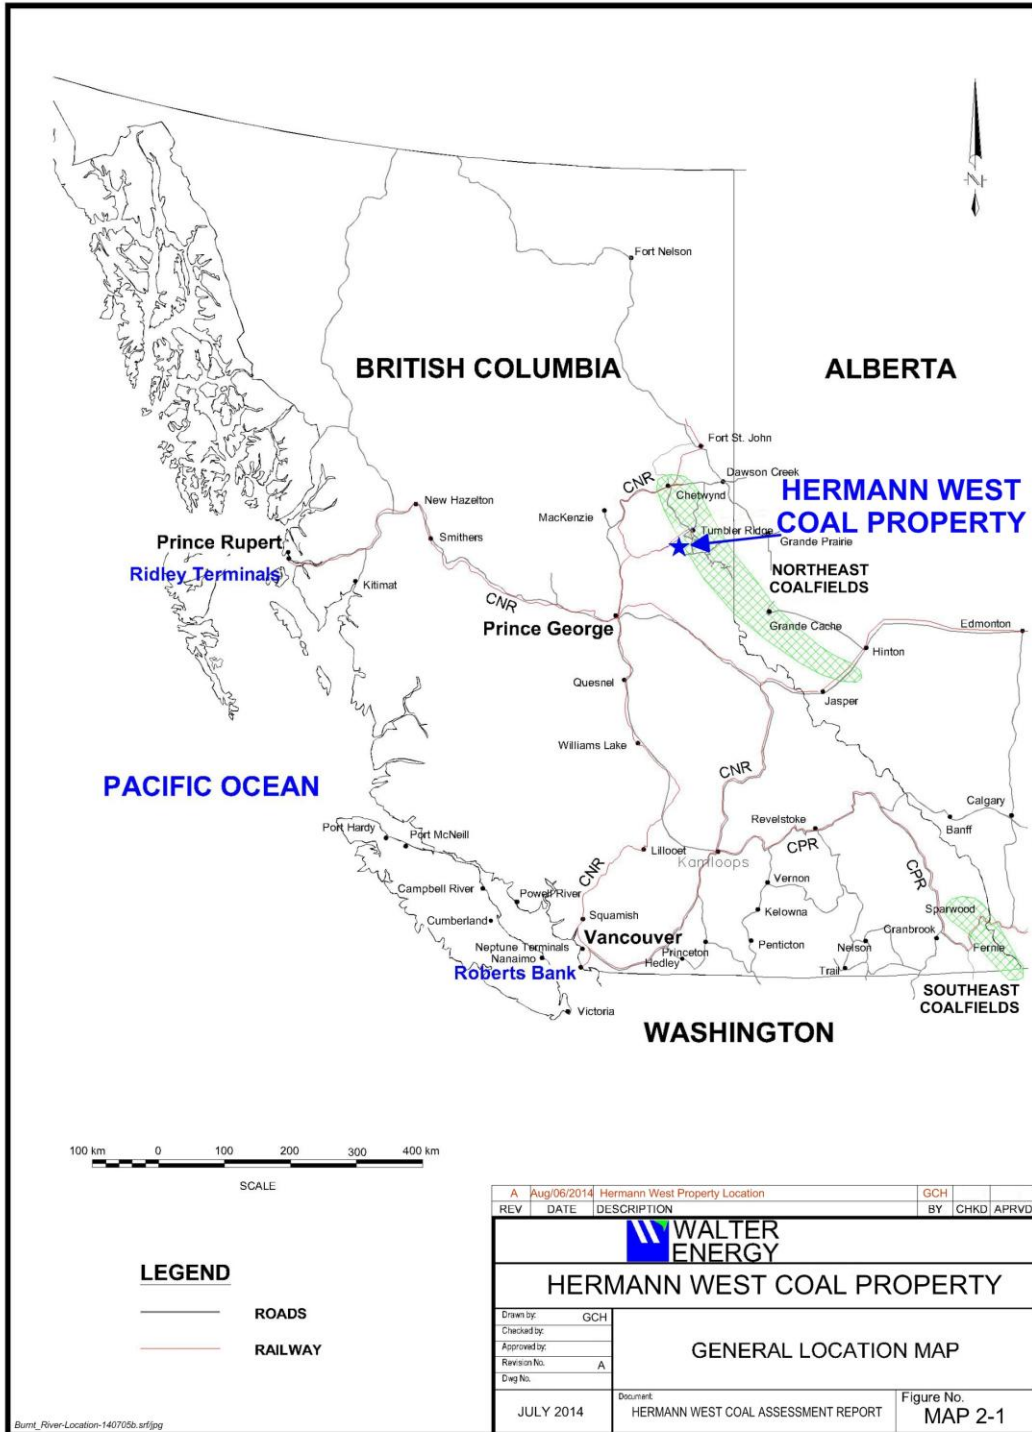 N
Fort Nelson
BRITISH COLUMBIA
ALBERTA
Fort St. John
CNR
Dawson Creek
Chetwynd
HERMANN WEST
COAL PROPERTY
MacKenzie
New Hazelton
Tumbler Ridge
Smithers
Grande Prairie
Prince Rupert
Ridley Terminals
Kitimat
NORTHEAST
COALFIELDS
CNR
Prince George
Grande Cache
Edmonton
Hinton
Quesnel
Jasper
Williams Lake
CNR
PACIFIC OCEAN
Calgary
Port Hardy
Port McNeill
Revelstoke
Banff
Lillooet
CPR
Kamloops
CNR
CPR
Vernon
Campbell River
Powell River
Kelowna
Sparwood
Cumberland
Squamish
Cranbrook
Vancouver
Neptune Terminals
Nanaimo
Princeton
Hedley
Penticton
Nelson
Fernie
Roberts Bank
Trail
SOUTHEAST
COALFIELDS
Victoria
WASHINGTON
100 km 0 100 200 300 400 km
SCALE
A Aug/06/2014 Hermann West Property Location GCH
REV DATE DESCRIPTION BY CHKD APRVD
WALTER
ENERGY
HERMANN WEST COAL PROPERTY
LEGEND
ROADS
RAILWAY
Drawn by: GCH
Checked by:
Approved by:
Revision No. A
Dwg No.
GENERAL LOCATION MAP
JULY 2014
Document:
HERMANN WEST COAL ASSESSMENT REPORT
Figure No.
MAP 2-1
Burnt_River-Location-140705b.srf/jpg